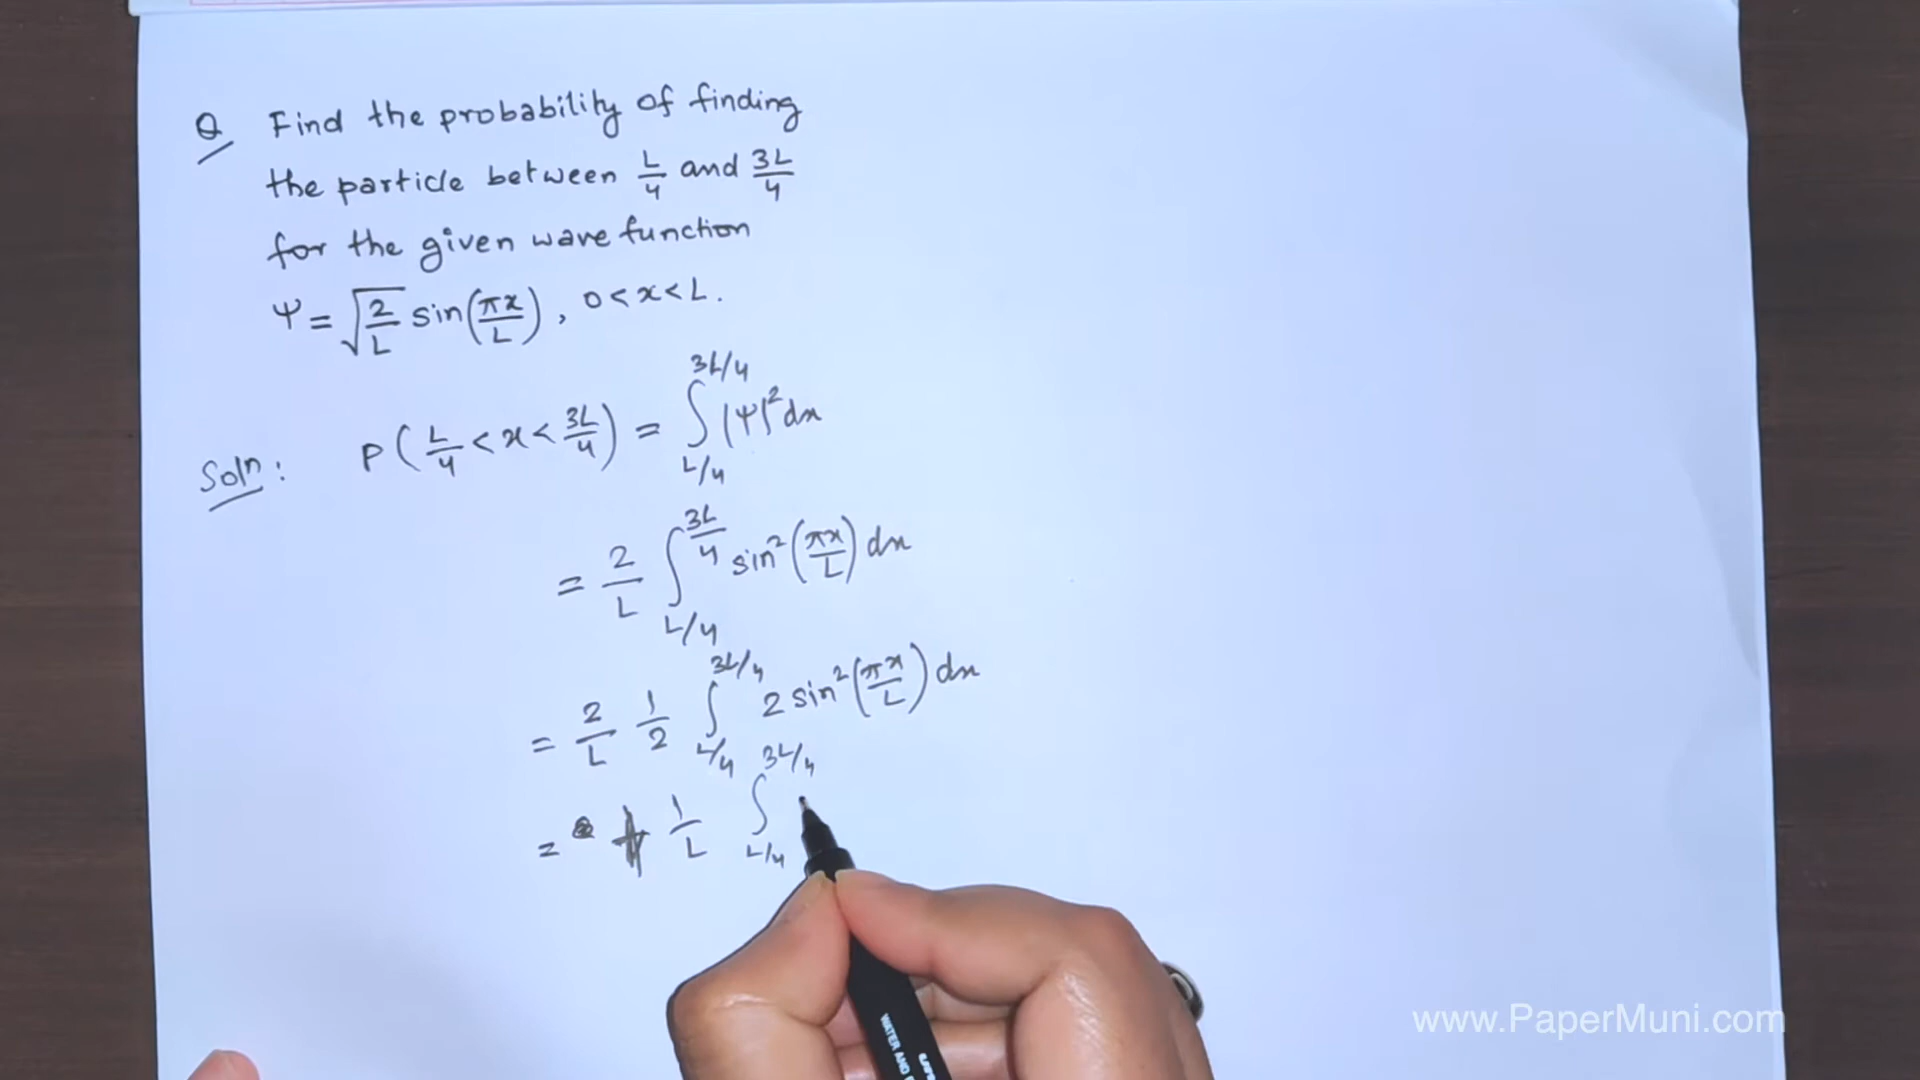 Q Find the probability of finding
the particle between L/4 and 3L/4
for the given wave function
Ψ = √(2/L) sin(πx/L), 0 < x < L.
Soln: P(L/4 < x < 3L/4) = ∫_{L/4}^{3L/4} |Ψ|² dx
= 2/L ∫_{L/4}^{3L/4} sin²(πx/L) dx
= 2/L 1/2 ∫_{L/4}^{3L/4} 2 sin²(πx/L) dx
= 1/L ∫_{L/4}^{3L/4}
www.PaperMuni.com